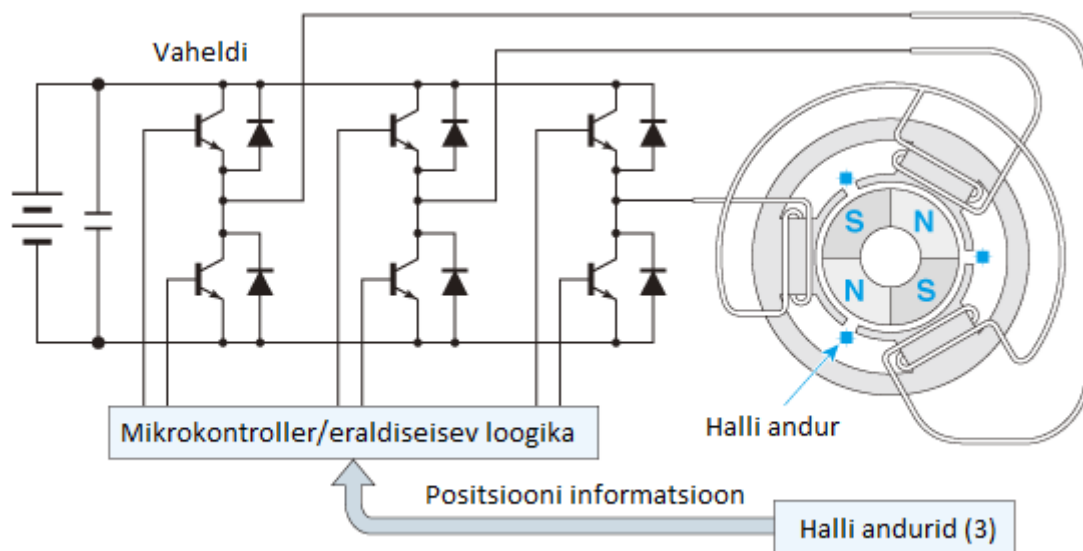 Vaheldi
S N
N S
Halli andur
Mikrokontroller/eraldiseisev loogika
Positsiooni informatsioon
Halli andurid (3)